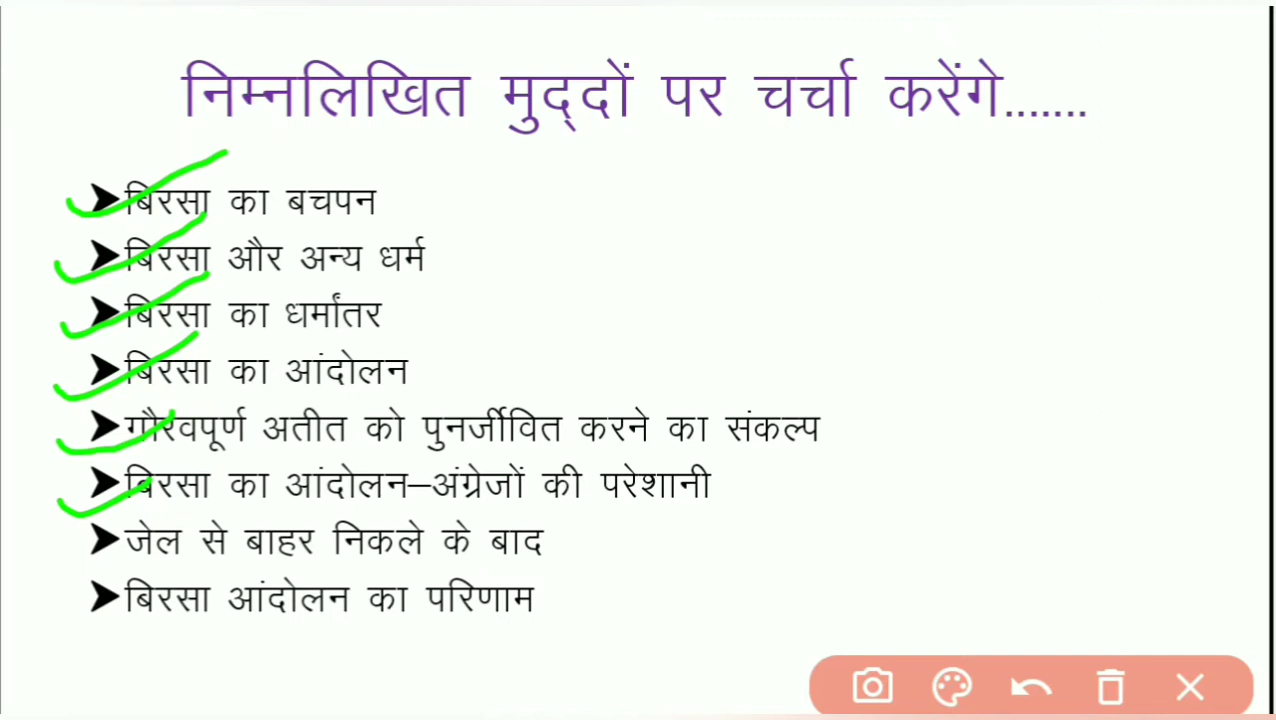 निम्नलिखित मुद्दों पर चर्चा करेंगे.......
➤बिरसा का बचपन
➤बिरसा और अन्य धर्म
➤बिरसा का धर्मांतर
➤बिरसा का आंदोलन
➤गौरवपूर्ण अतीत को पुनर्जीवित करने का संकल्प
➤बिरसा का आंदोलन–अंग्रेजों की परेशानी
➤जेल से बाहर निकले के बाद
➤बिरसा आंदोलन का परिणाम